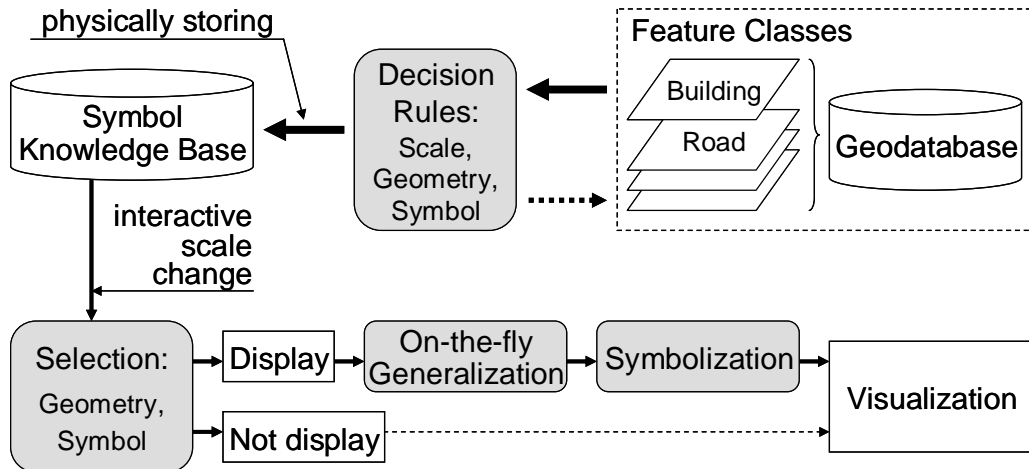 physically storing
Symbol
Knowledge Base
Decision
Rules:
Scale,
Geometry,
Symbol
Feature Classes
Building
Road
Geodatabase
interactive
scale
change
Selection:
Geometry,
Symbol
Display
Not display
On-the-fly
Generalization
Symbolization
Visualization